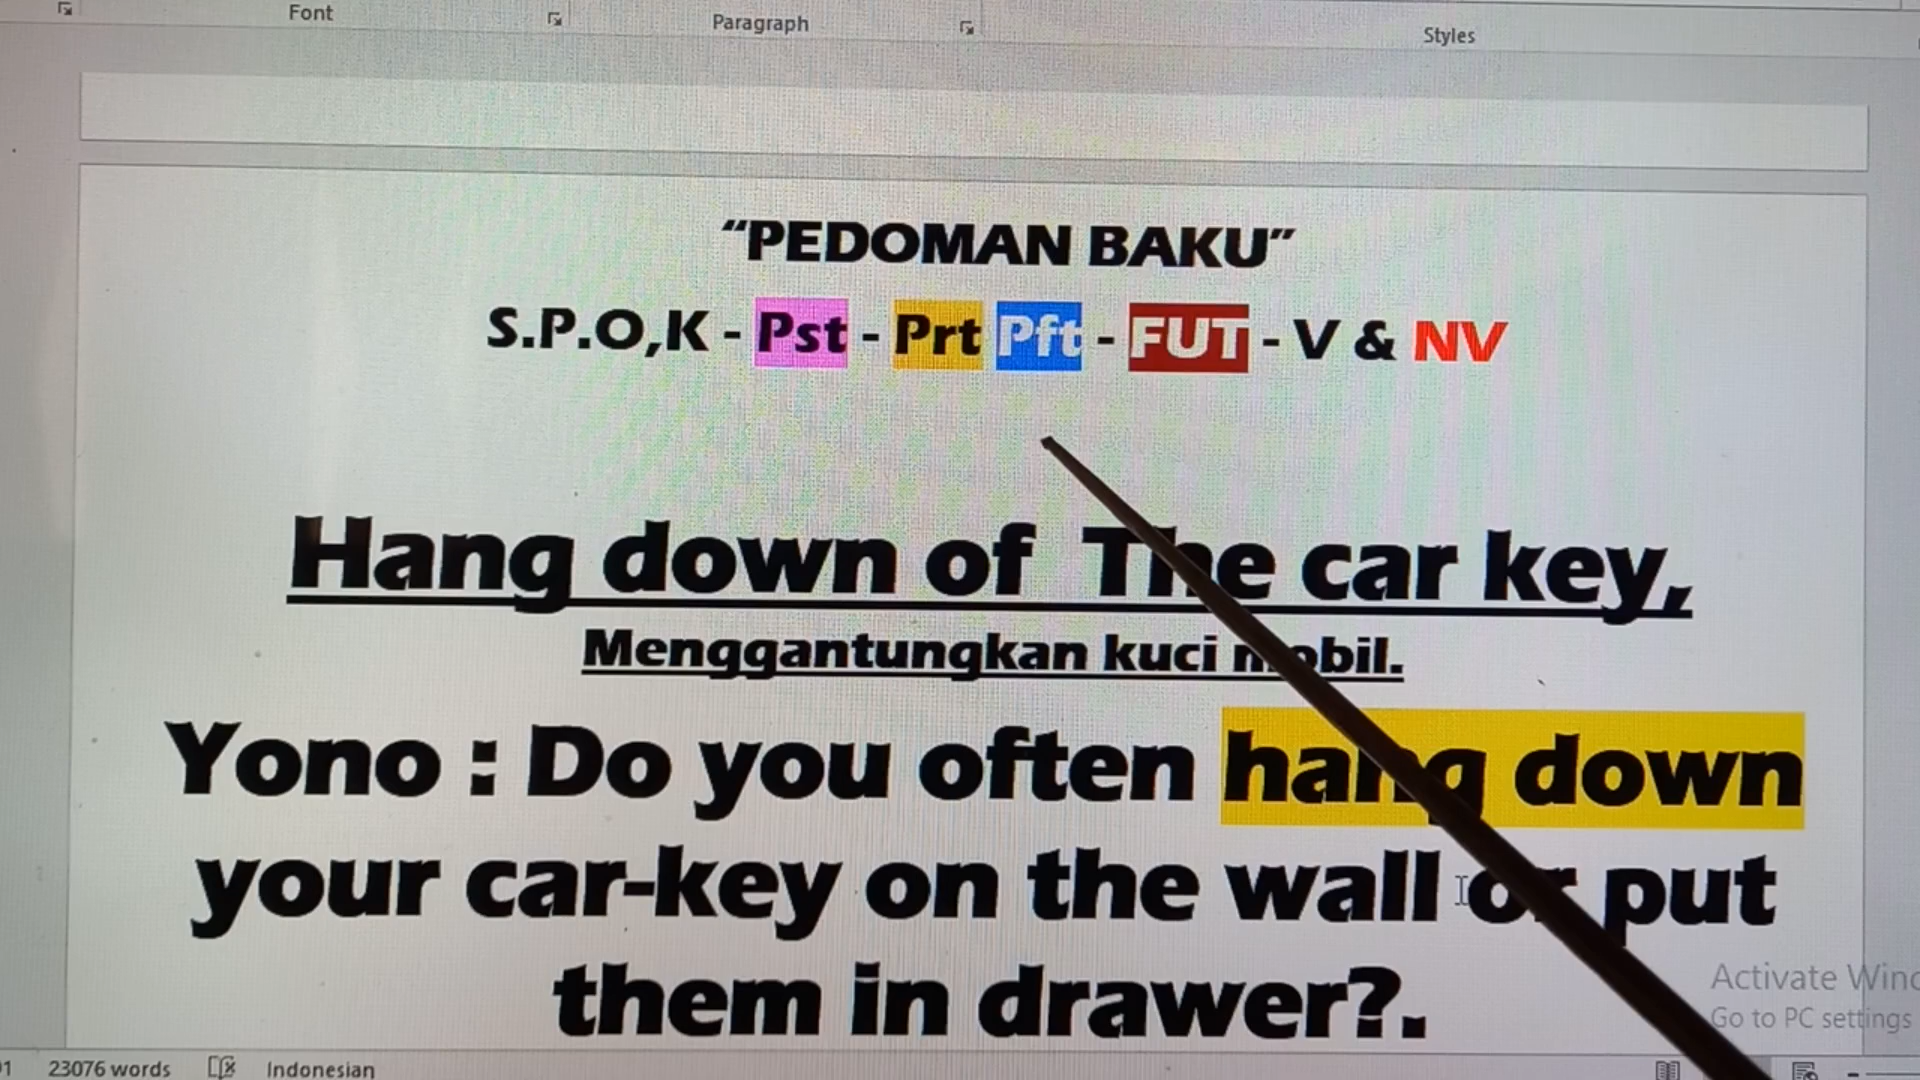 Font
Paragraph
Styles
“PEDOMAN BAKU”
S.P.O,K - Pst - Prt Pft - FUT - V & NV
Hang down of The car key,
Menggantungkan kuci mobil.
Yono : Do you often hang down
your car-key on the wall or put
them in drawer?.
Activate
Go to PC settings
23076 words
Indonesian